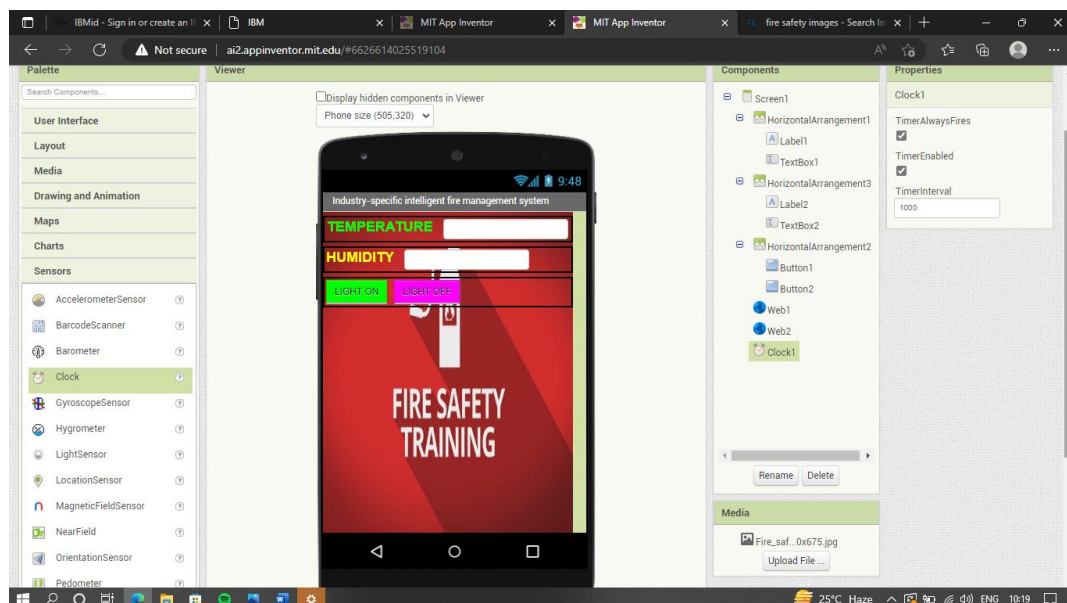 IBMid - Sign in or create an I
IBM
MIT App Inventor
MIT App Inventor
fire safety images - Search
Not secure
ai2.appinventor.mit.edu/#6626614025519104
Palette
Viewer
Components
Properties
Search Components...
User Interface
Layout
Media
Drawing and Animation
Maps
Charts
Sensors
AccelerometerSensor
BarcodeScanner
Barometer
Clock
GyroscopeSensor
Hygrometer
LightSensor
LocationSensor
MagneticFieldSensor
NearField
OrientationSensor
Pedometer
Display hidden components in Viewer
Phone size (505,320)
9:48
Industry-specific intelligent fire management system
TEMPERATURE
HUMIDITY
LIGHT ON
LIGHT OFF
FIRE SAFETY
TRAINING
Screen1
HorizontalArrangement1
Label1
TextBox1
HorizontalArrangement3
Label2
TextBox2
HorizontalArrangement2
Button1
Button2
Web1
Web2
Clock1
Rename
Delete
Media
Fire_saf...0x675.jpg
Upload File ...
Clock1
TimerAlwaysFires
TimerEnabled
TimerInterval
1000
25°C Haze
ENG
10:19